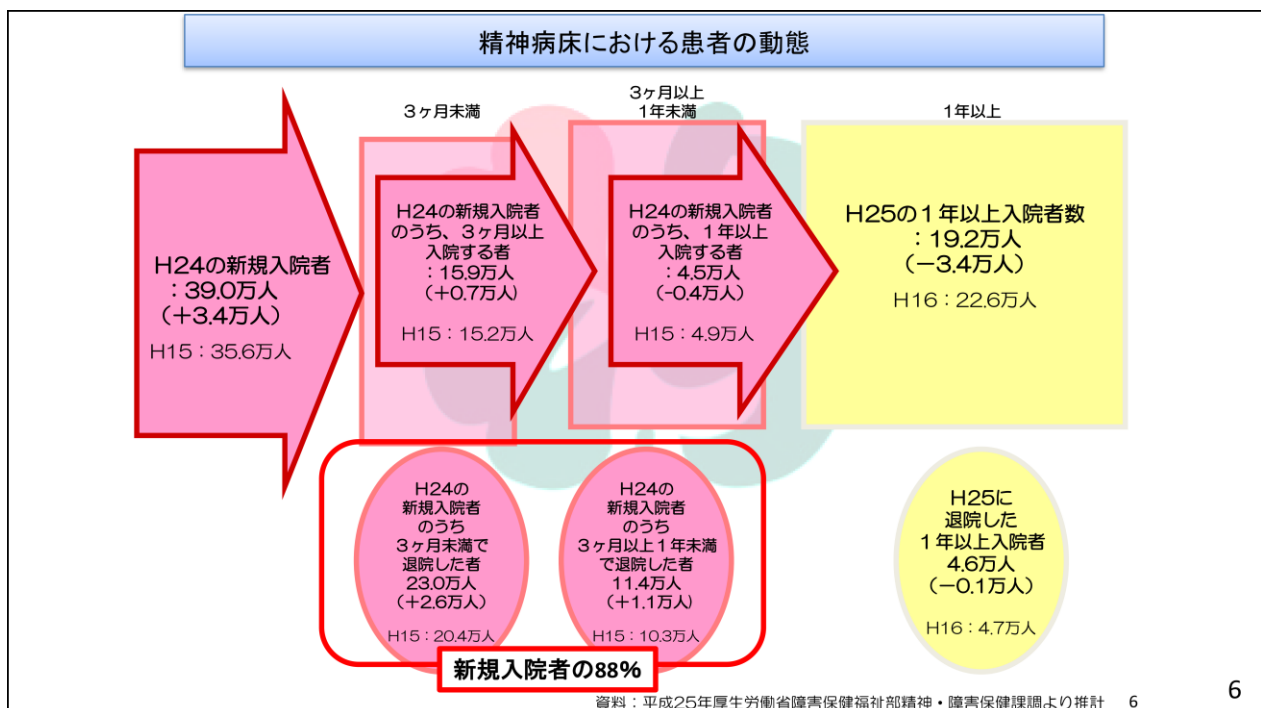 精神病床における患者の動態
３ヶ月未満
３ヶ月以上
１年未満
１年以上
H24の新規入院者
：39.0万人
（＋3.4万人）
H15：35.6万人
H24の新規入院者
のうち、３ヶ月以上
入院する者
：15.9万人
（＋0.7万人）
H15：15.2万人
H24の新規入院者
のうち、１年以上
入院する者
：4.5万人
（-0.4万人）
H15：4.9万人
H25の１年以上入院者数
：19.2万人
（－3.4万人）
H16：22.6万人
H24の
新規入院者
のうち
３ヶ月未満で
退院した者
23.0万人
（＋2.6万人）
H15：20.4万人
H24の
新規入院者
のうち
３ヶ月以上１年未満
で退院した者
11.4万人
（＋1.1万人）
H15：10.3万人
H25に
退院した
１年以上入院者
4.6万人
（－0.1万人）
H16：4.7万人
新規入院者の88%
資料：平成25年厚生労働省障害保健福祉部精神・障害保健課調より推計
6
6